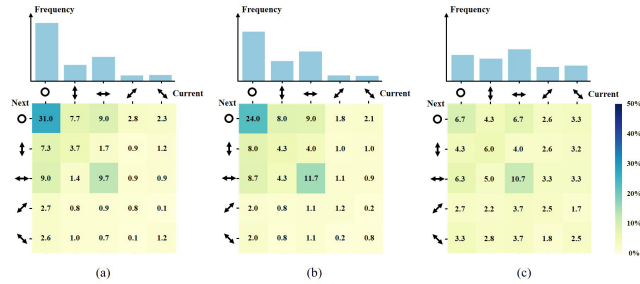 Frequency
Current
Next
31.0 7.7 9.0 2.8 2.3
7.3 3.7 1.7 0.9 1.2
9.0 1.4 9.7 0.9 0.9
2.7 0.8 0.9 0.8 0.1
2.6 1.0 0.7 0.1 1.2
(a)
Frequency
Current
Next
24.0 8.0 9.0 1.8 2.1
8.0 4.3 4.0 1.0 1.0
8.7 4.3 11.7 1.1 0.9
2.0 0.8 1.1 1.2 0.2
2.0 0.8 1.1 0.2 0.8
(b)
Frequency
Current
Next
6.7 4.3 6.7 2.6 3.3
4.3 6.0 4.0 2.6 3.2
6.3 5.0 10.7 3.3 3.3
2.7 2.2 3.7 2.5 1.7
3.3 2.8 3.7 1.8 2.5
(c)
50%
40%
30%
20%
10%
0%